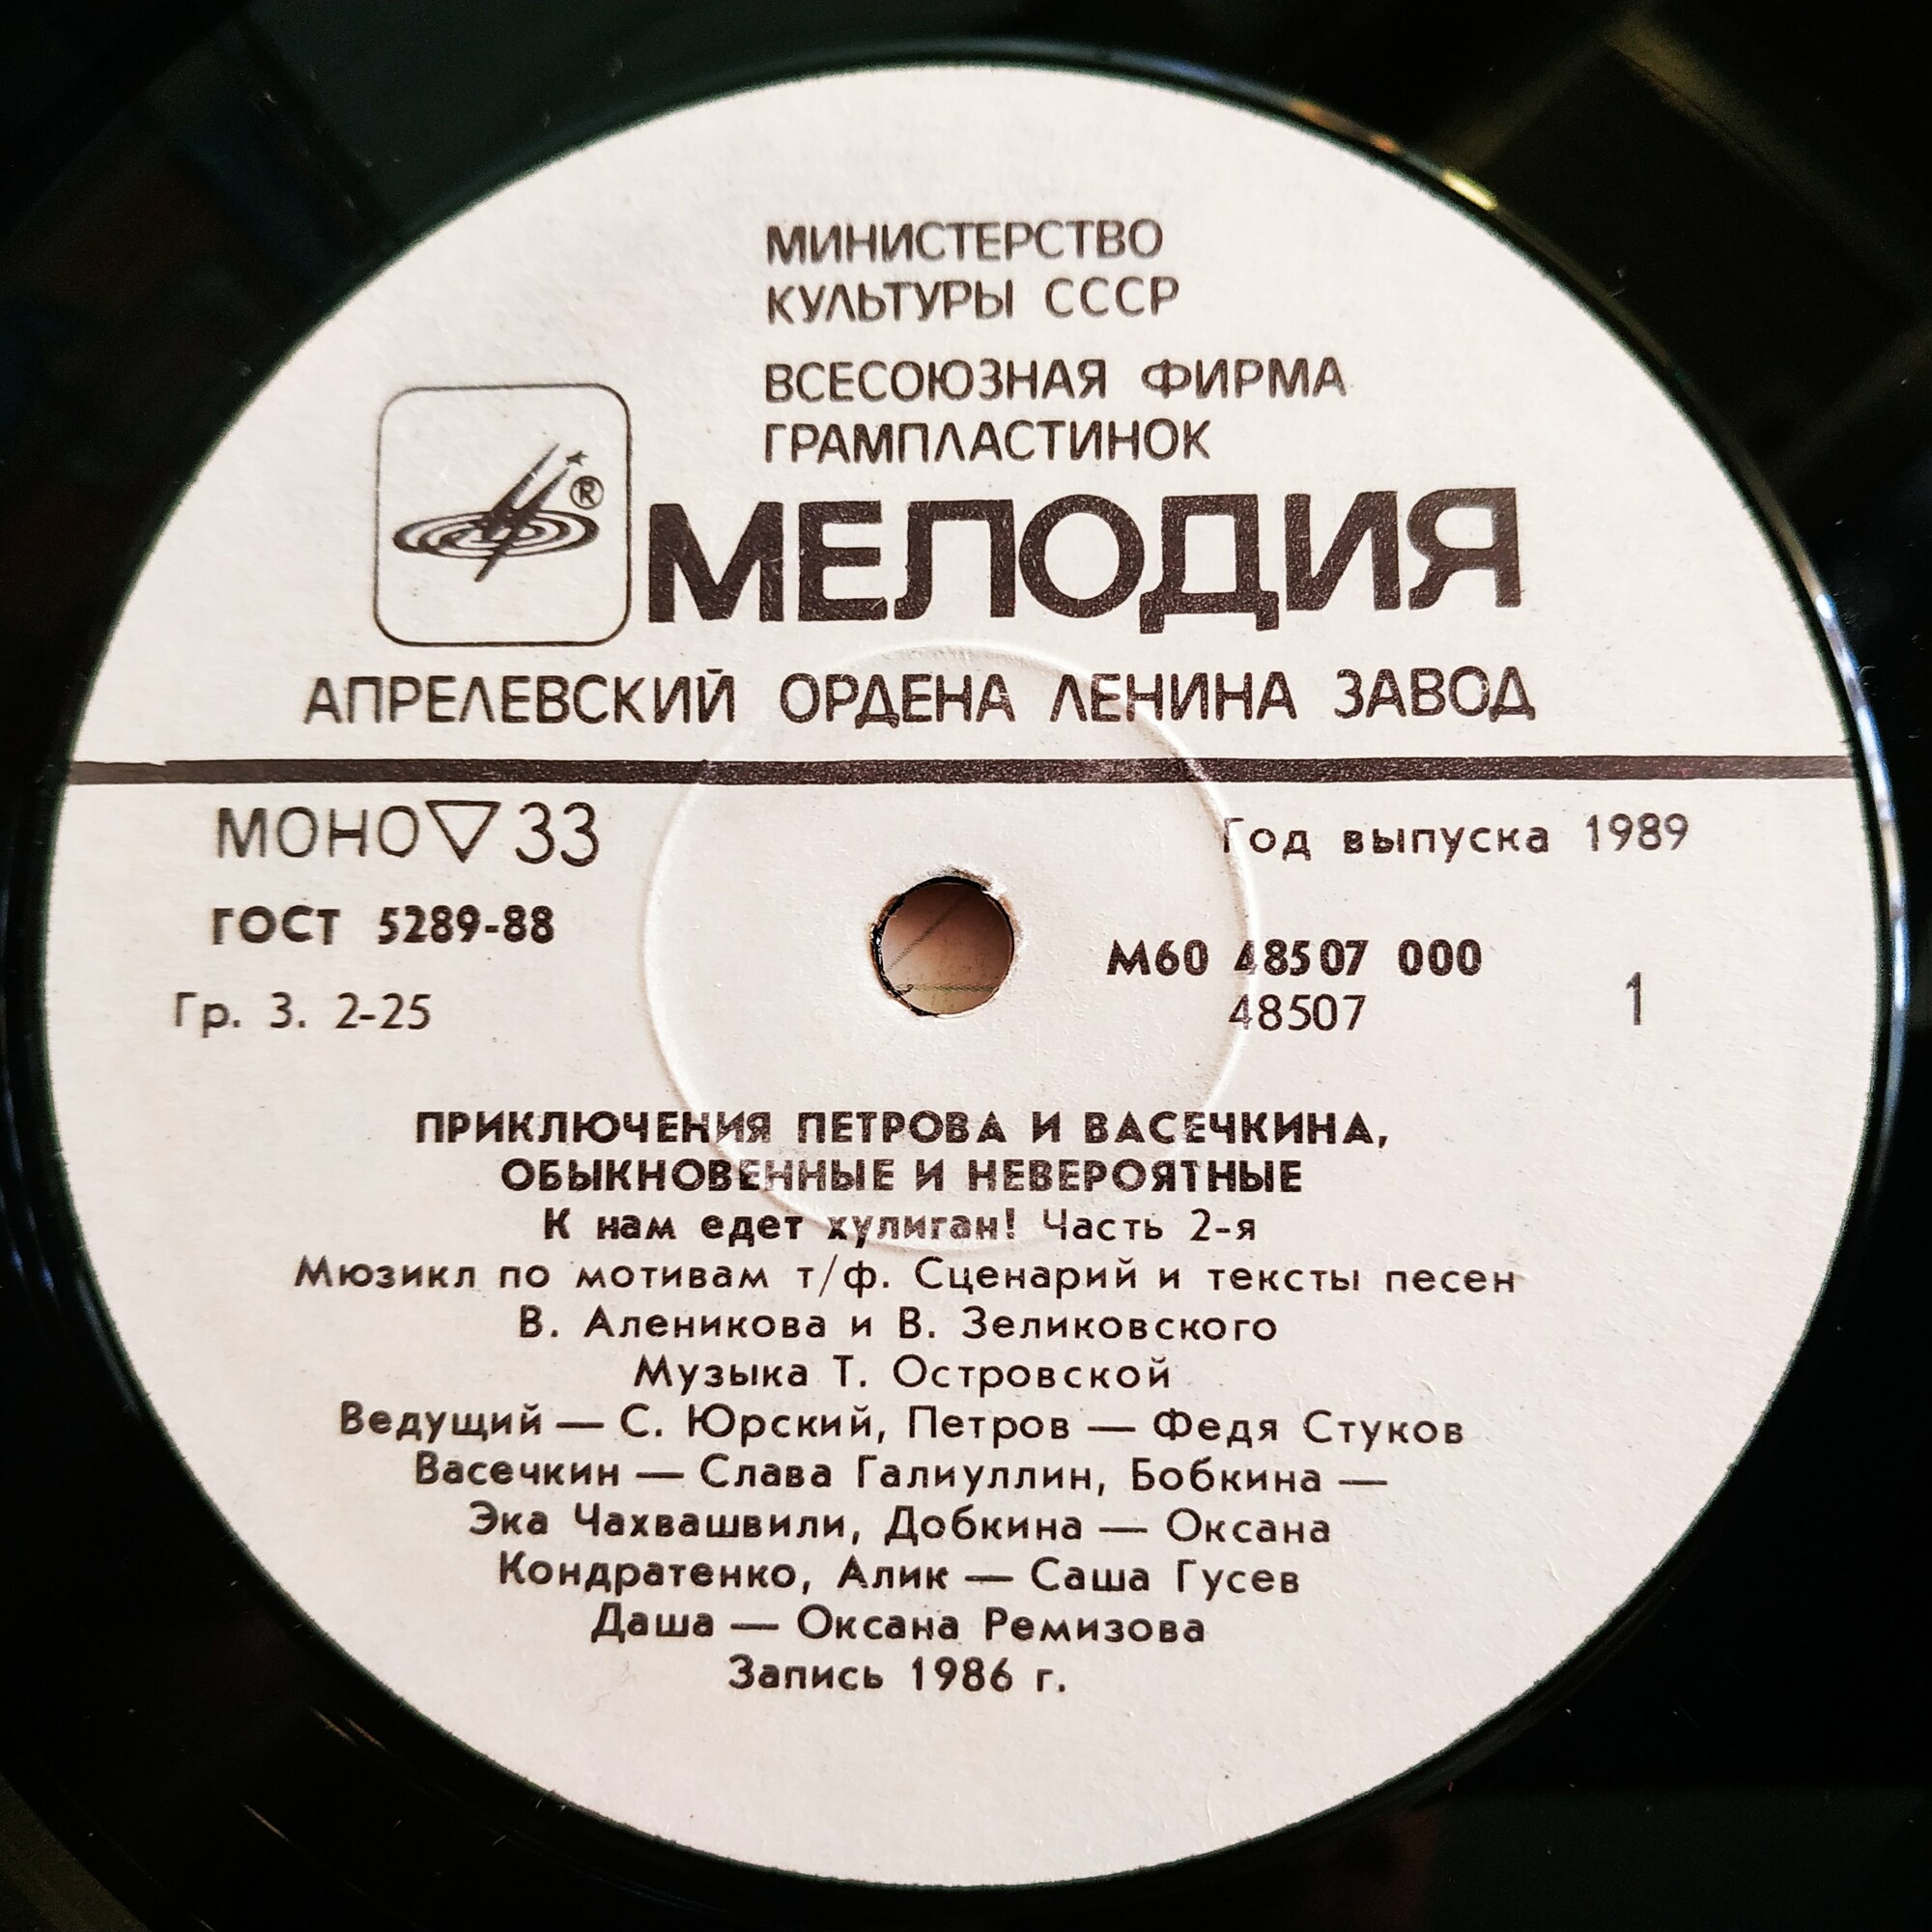 МИНИСТЕРСТВО
КУЛЬТУРЫ СССР
ВСЕСОЮЗНАЯ ФИРМА
ГРАМПЛАСТИНОК
®
МЕЛОДИЯ
АПРЕЛЕВСКИЙ ОРДЕНА ЛЕНИНА ЗАВОД
МОНО ▽ 33
Год выпуска 1989
ГОСТ 5289-88
М60 48507 000
Гр. 3. 2-25
48507
1
ПРИКЛЮЧЕНИЯ ПЕТРОВА И ВАСЕЧКИНА,
ОБЫКНОВЕННЫЕ И НЕВЕРОЯТНЫЕ
К нам едет хулиган! Часть 2-я
Мюзикл по мотивам т/ф. Сценарий и тексты песен
В. Аленикова и В. Зеликовского
Музыка Т. Островской
Ведущий — С. Юрский, Петров — Федя Стуков
Васечкин — Слава Галиуллин, Бобкина —
Эка Чахвашвили, Добкина — Оксана
Кондратенко, Алик — Саша Гусев
Даша — Оксана Ремизова
Запись 1986 г.